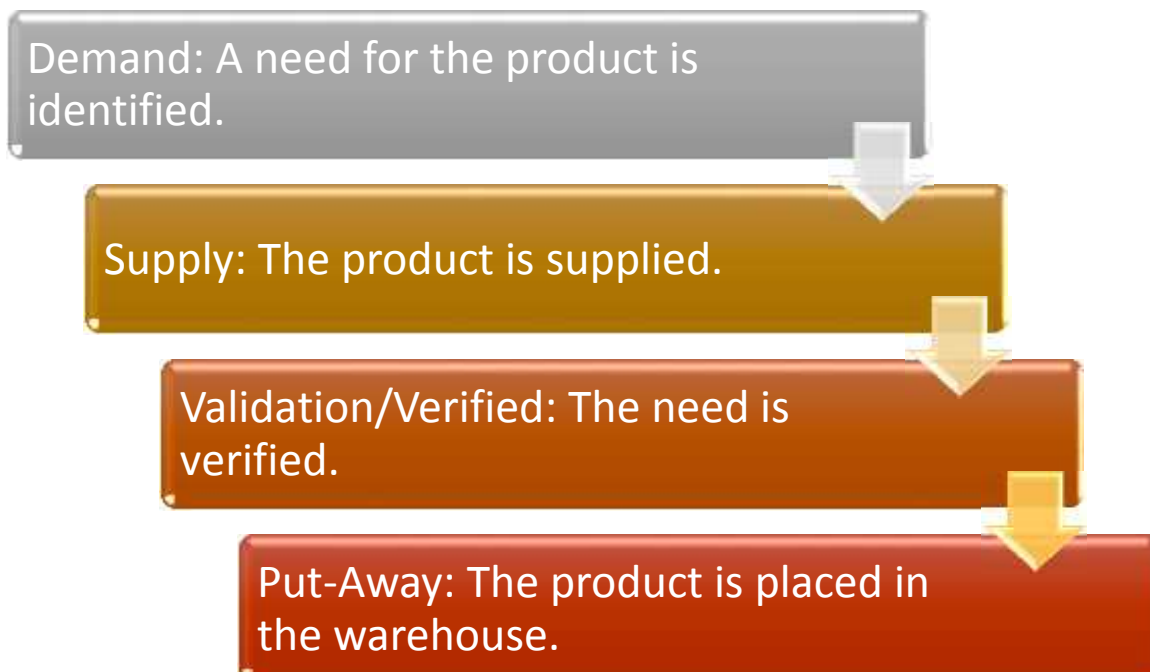 Demand: A need for the product is
identified.
Supply: The product is supplied.
Validation/Verified: The need is
verified.
Put-Away: The product is placed in
the warehouse.